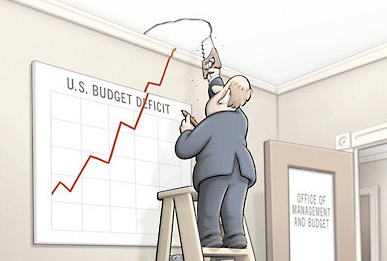 U.S. BUDGET DEFICIT
OFFICE OF
MANAGEMENT
AND BUDGET